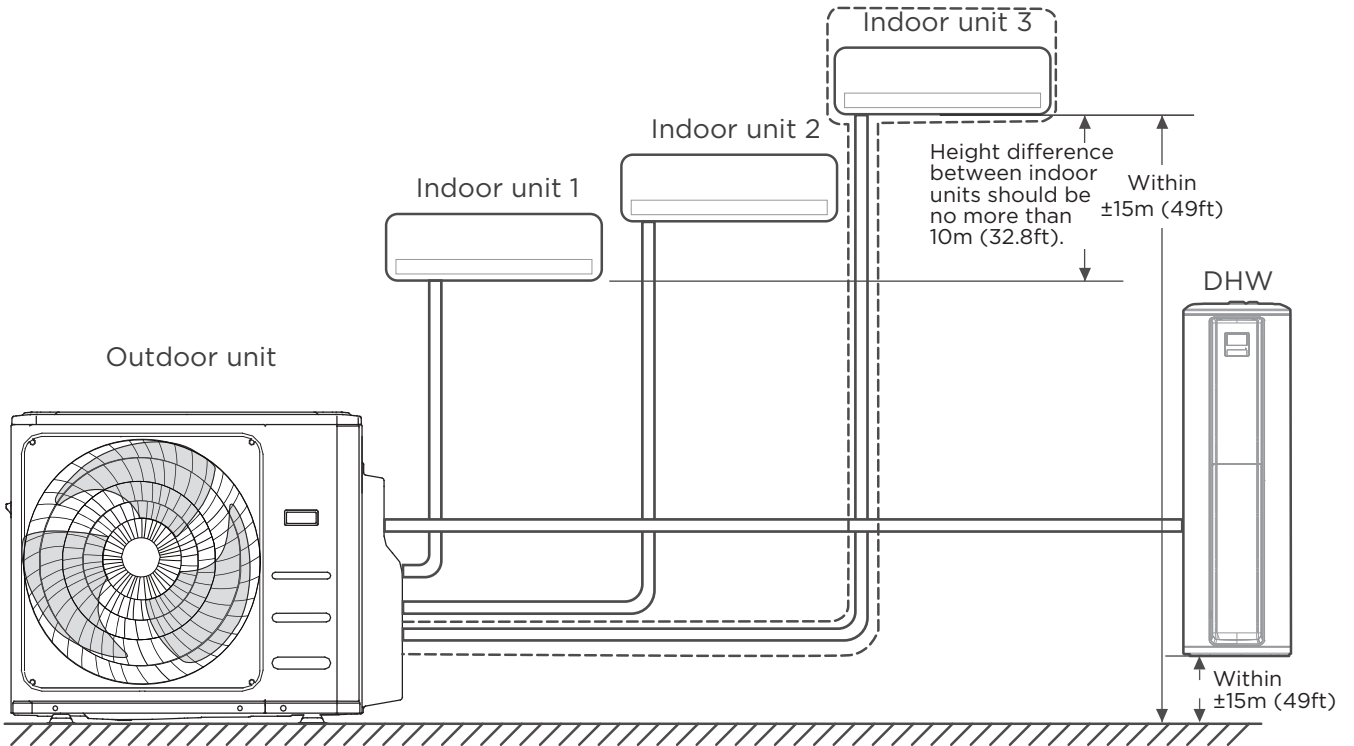 Indoor unit 3
Indoor unit 2
Indoor unit 1
Height difference
between indoor
units should be
no more than
10m (32.8ft).
Within
±15m (49ft)
DHW
Outdoor unit
Within
±15m (49ft)